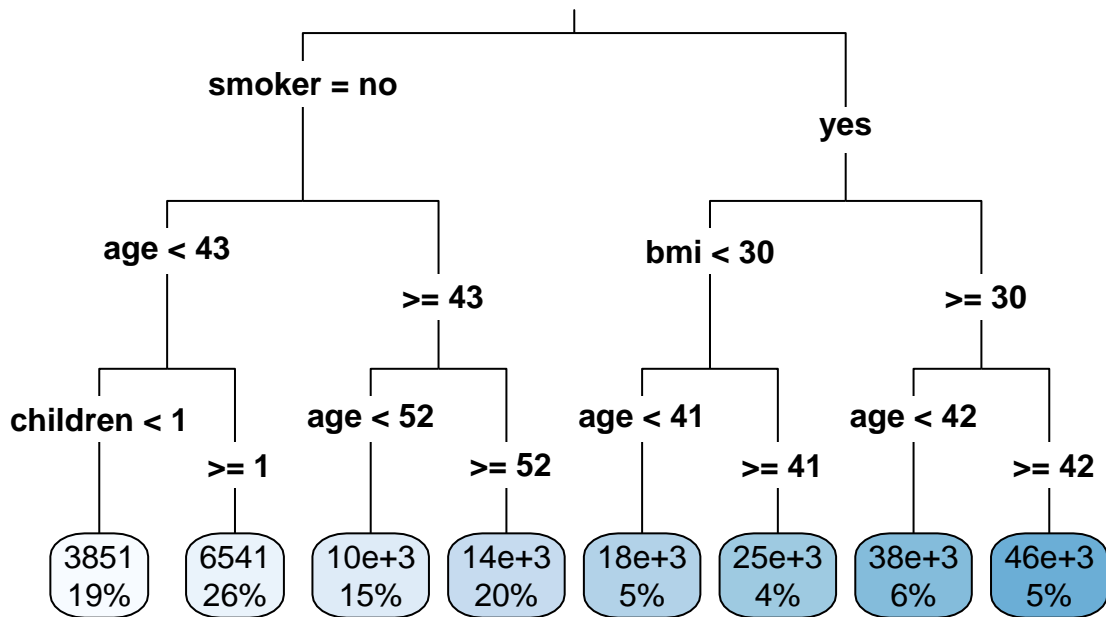 smoker = no
yes
age < 43
bmi < 30
>= 43
>= 30
children < 1
age < 52
age < 41
age < 42
>= 1
>= 52
>= 41
>= 42
3851
19%
6541
26%
10e+3
15%
14e+3
20%
18e+3
5%
25e+3
4%
38e+3
6%
46e+3
5%